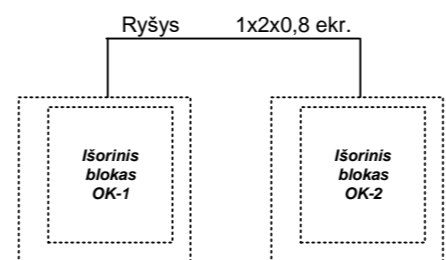 Ryšys 1x2x0,8 ekr.
Išorinis
blokas
OK-1
Išorinis
blokas
OK-2